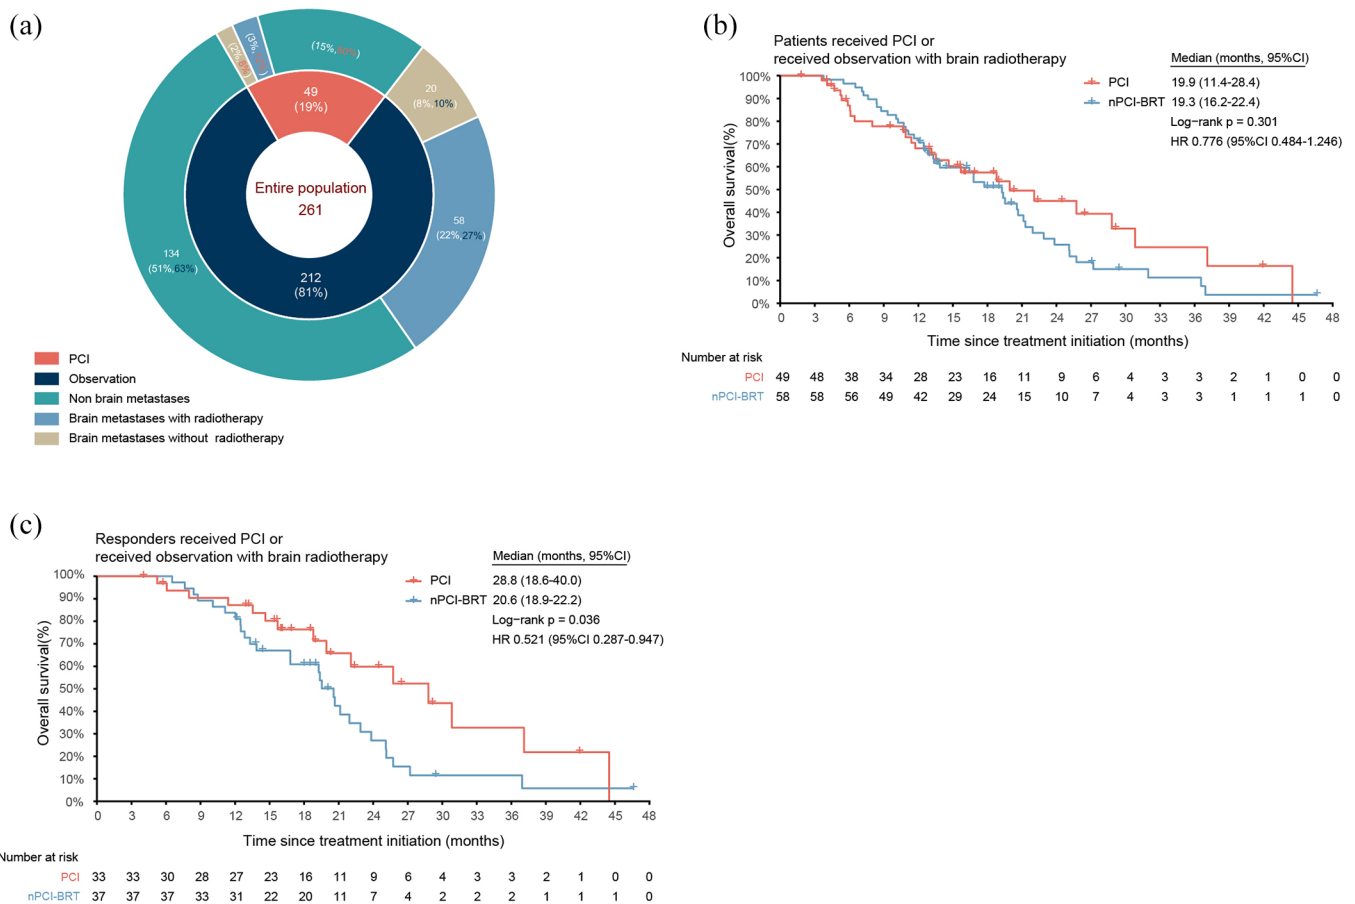 (a)
(2%,6%)
(3%,
(15%,
49
(19%)
20
(8%,10%)
Entire population
261
58
(22%,27%)
134
(51%,63%)
212
(81%)
PCI
Observation
Non brain metastases
Brain metastases with radiotherapy
Brain metastases without radiotherapy
(b)
Patients received PCI or
received observation with brain radiotherapy
Median (months, 95%CI)
PCI 19.9 (11.4-28.4)
nPCI-BRT 19.3 (16.2-22.4)
Log−rank p = 0.301
HR 0.776 (95%CI 0.484-1.246)
Overall survival(%)
100%
90%
80%
70%
60%
50%
40%
30%
20%
10%
0%
0 3 6 9 12 15 18 21 24 27 30 33 36 39 42 45 48
Time since treatment initiation (months)
Number at risk
PCI 49 48 38 34 28 23 16 11 9 6 4 3 3 2 1 0 0
nPCI-BRT 58 58 56 49 42 29 24 15 10 7 4 3 3 1 1 1 0
(c)
Responders received PCI or
received observation with brain radiotherapy
Median (months, 95%CI)
PCI 28.8 (18.6-40.0)
nPCI-BRT 20.6 (18.9-22.2)
Log−rank p = 0.036
HR 0.521 (95%CI 0.287-0.947)
Overall survival(%)
100%
90%
80%
70%
60%
50%
40%
30%
20%
10%
0%
0 3 6 9 12 15 18 21 24 27 30 33 36 39 42 45 48
Time since treatment initiation (months)
Number at risk
PCI 33 33 30 28 27 23 16 11 9 6 4 3 3 2 1 0 0
nPCI-BRT 37 37 37 33 31 22 20 11 7 4 2 2 2 1 1 1 0